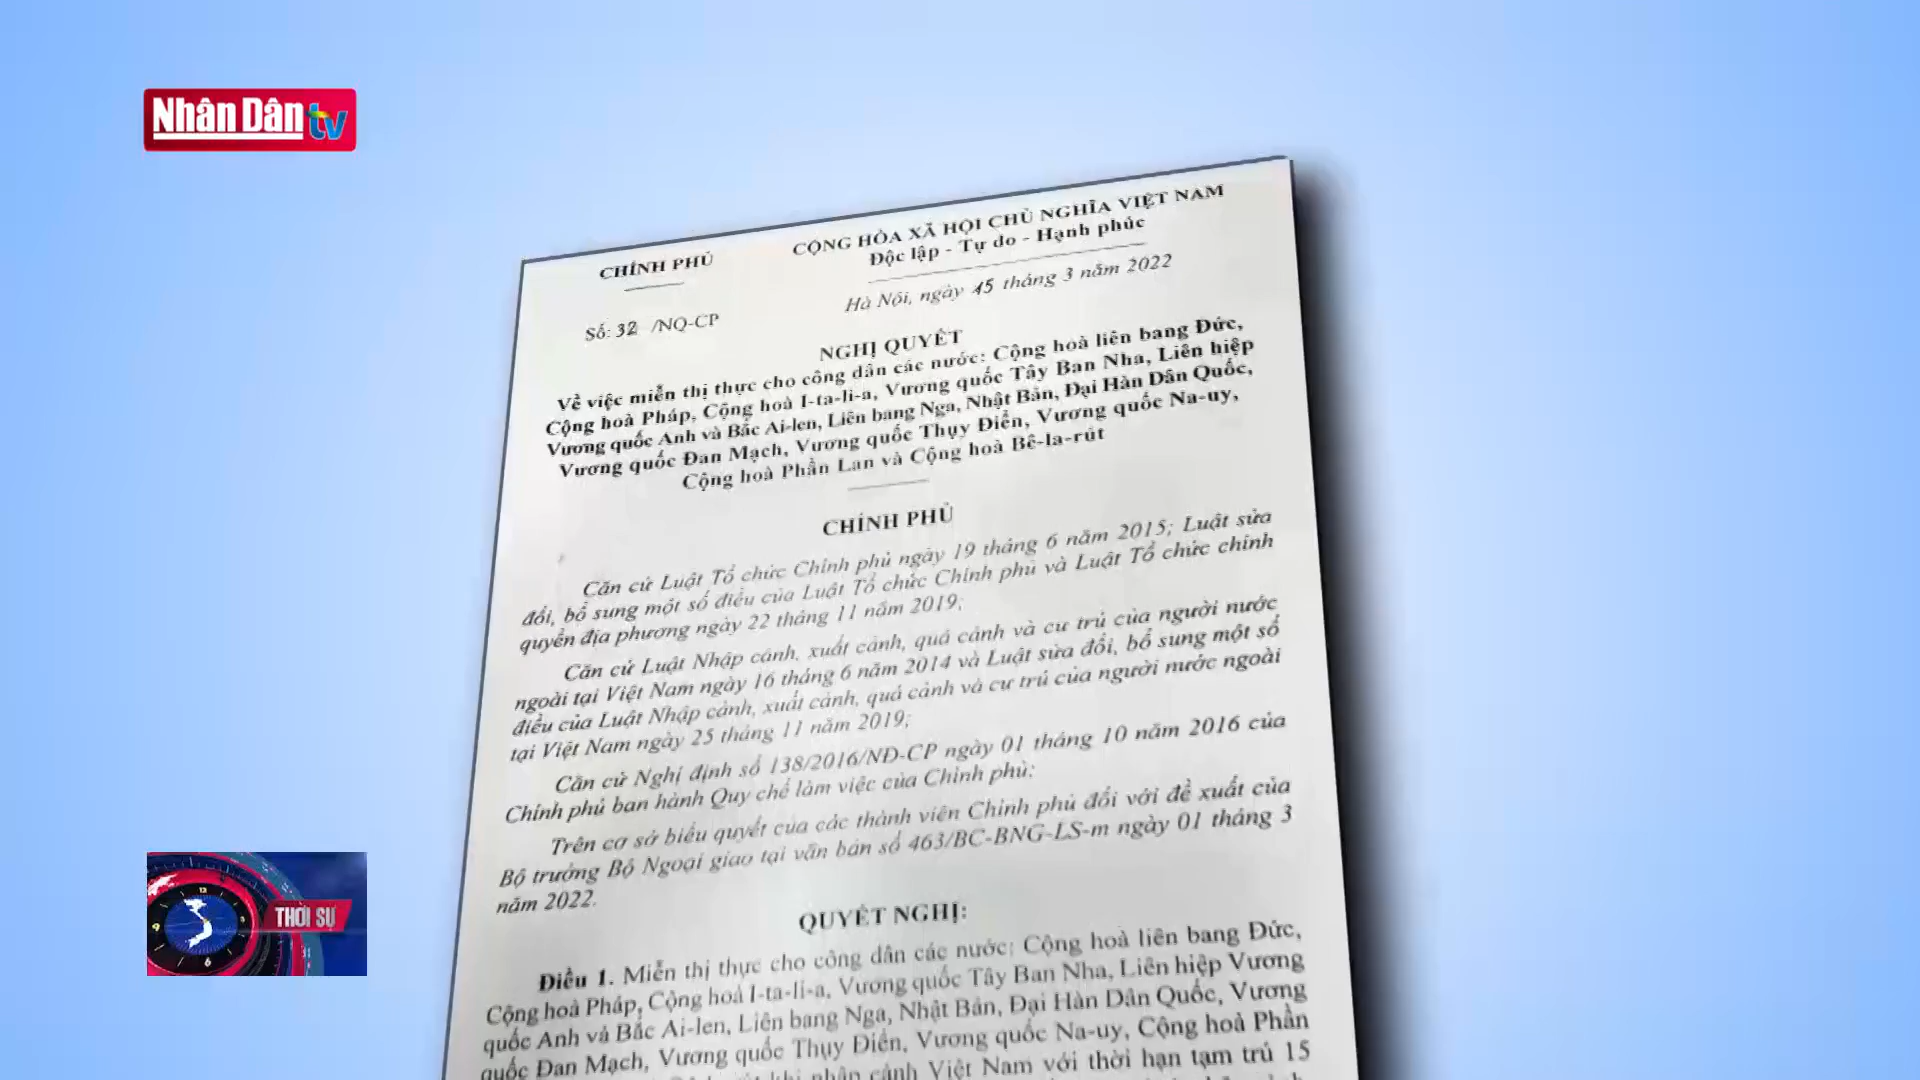 Nhân Dân tv
CHÍNH PHỦ
CỘNG HÒA XÃ HỘI CHỦ NGHĨA VIỆT NAM
Độc lập - Tự do - Hạnh phúc
Số: 32 /NQ-CP
Hà Nội, ngày 15 tháng 3 năm 2022
NGHỊ QUYẾT
Về việc miễn thị thực cho công dân các nước: Cộng hoà liên bang Đức,
Cộng hoà Pháp, Cộng hoà I-ta-li-a, Vương quốc Tây Ban Nha, Liên hiệp
Vương quốc Anh và Bắc Ai-len, Liên bang Nga, Nhật Bản, Đại Hàn Dân Quốc,
Vương quốc Đan Mạch, Vương quốc Thụy Điển, Vương quốc Na-uy,
Cộng hoà Phần Lan và Cộng hoà Bê-la-rút
CHÍNH PHỦ
Căn cứ Luật Tổ chức Chính phủ ngày 19 tháng 6 năm 2015; Luật sửa
đổi, bổ sung một số điều của Luật Tổ chức Chính phủ và Luật Tổ chức chính
quyền địa phương ngày 22 tháng 11 năm 2019;
Căn cứ Luật Nhập cảnh, xuất cảnh, quá cảnh và cư trú của người nước
ngoài tại Việt Nam ngày 16 tháng 6 năm 2014 và Luật sửa đổi, bổ sung một số
điều của Luật Nhập cảnh, xuất cảnh, quá cảnh và cư trú của người nước ngoài
tại Việt Nam ngày 25 tháng 11 năm 2019;
Căn cứ Nghị định số 138/2016/NĐ-CP ngày 01 tháng 10 năm 2016 của
Chính phủ ban hành Quy chế làm việc của Chính phủ;
Trên cơ sở biểu quyết của các thành viên Chính phủ đối với đề xuất của
Bộ trưởng Bộ Ngoại giao tại văn bản số 463/BC-BNG-LS-m ngày 01 tháng 3
năm 2022.
QUYẾT NGHỊ:
Điều 1. Miễn thị thực cho công dân các nước: Cộng hoà liên bang Đức,
Cộng hoà Pháp, Cộng hoà I-ta-li-a, Vương quốc Tây Ban Nha, Liên hiệp Vương
quốc Anh và Bắc Ai-len, Liên bang Nga, Nhật Bản, Đại Hàn Dân Quốc, Vương
quốc Đan Mạch, Vương quốc Thụy Điển, Vương quốc Na-uy, Cộng hoà Phần
khi nhập cảnh Việt Nam với thời hạn tạm trú 15
12
3
6
9
THỜI SỰ